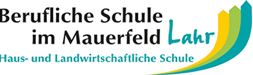 Berufliche Schule
im Mauerfeld Lahr
Haus- und Landwirtschaftliche Schule